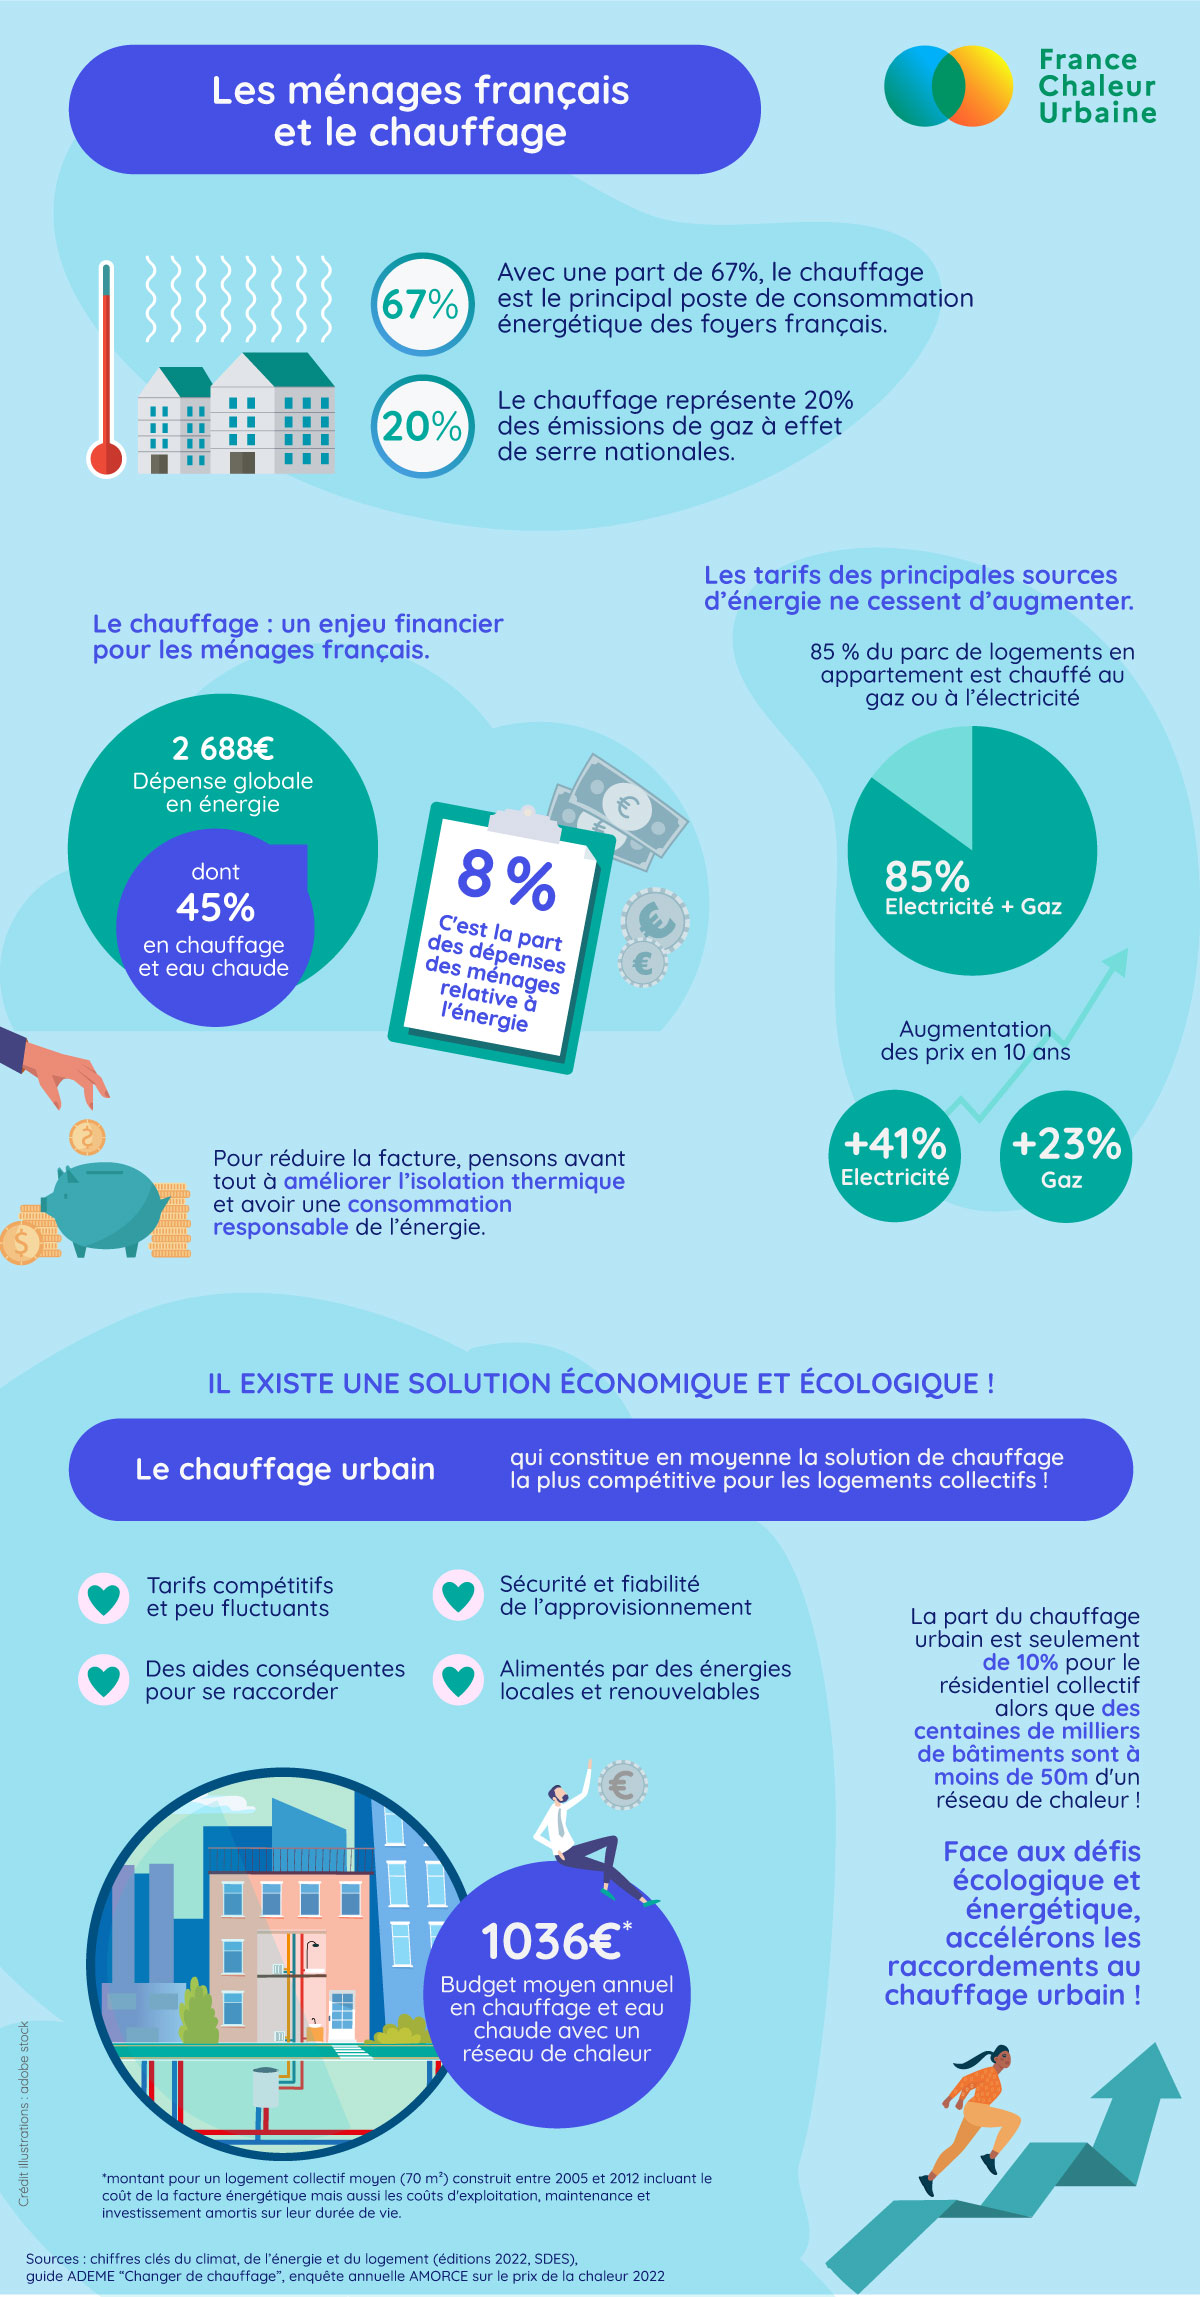 Les ménages français
et le chauffage
France
Chaleur
Urbaine
67%
Avec une part de 67%, le chauffage
est le principal poste de consommation
énergétique des foyers français.
20%
Le chauffage représente 20%
des émissions de gaz à effet
de serre nationales.
Le chauffage : un enjeu financier
pour les ménages français.
2 688€
Dépense globale
en énergie
dont
45%
en chauffage
et eau chaude
8 %
C'est la part
des dépenses
des ménages
relative à
l'énergie
Les tarifs des principales sources
d’énergie ne cessent d’augmenter.
85 % du parc de logements en
appartement est chauffé au
gaz ou à l’électricité
85%
Electricité + Gaz
Augmentation
des prix en 10 ans
+41%
Electricité
+23%
Gaz
Pour réduire la facture, pensons avant
tout à améliorer l’isolation thermique
et avoir une consommation
responsable de l’énergie.
IL EXISTE UNE SOLUTION ÉCONOMIQUE ET ÉCOLOGIQUE !
Le chauffage urbain
qui constitue en moyenne la solution de chauffage
la plus compétitive pour les logements collectifs !
Tarifs compétitifs
et peu fluctuants
Sécurité et fiabilité
de l’approvisionnement
Des aides conséquentes
pour se raccorder
Alimentés par des énergies
locales et renouvelables
La part du chauffage
urbain est seulement
de 10% pour le
résidentiel collectif
alors que des
centaines de milliers
de bâtiments sont à
moins de 50m d'un
réseau de chaleur !
Face aux défis
écologique et
énergétique,
accélérons les
raccordements au
chauffage urbain !
1036€*
Budget moyen annuel
en chauffage et eau
chaude avec un
réseau de chaleur
*montant pour un logement collectif moyen (70 m²) construit entre 2005 et 2012 incluant le
coût de la facture énergétique mais aussi les coûts d'exploitation, maintenance et
investissement amortis sur leur durée de vie.
Crédit illustrations : adobe stock
Sources : chiffres clés du climat, de l’énergie et du logement (éditions 2022, SDES),
guide ADEME “Changer de chauffage”, enquête annuelle AMORCE sur le prix de la chaleur 2022